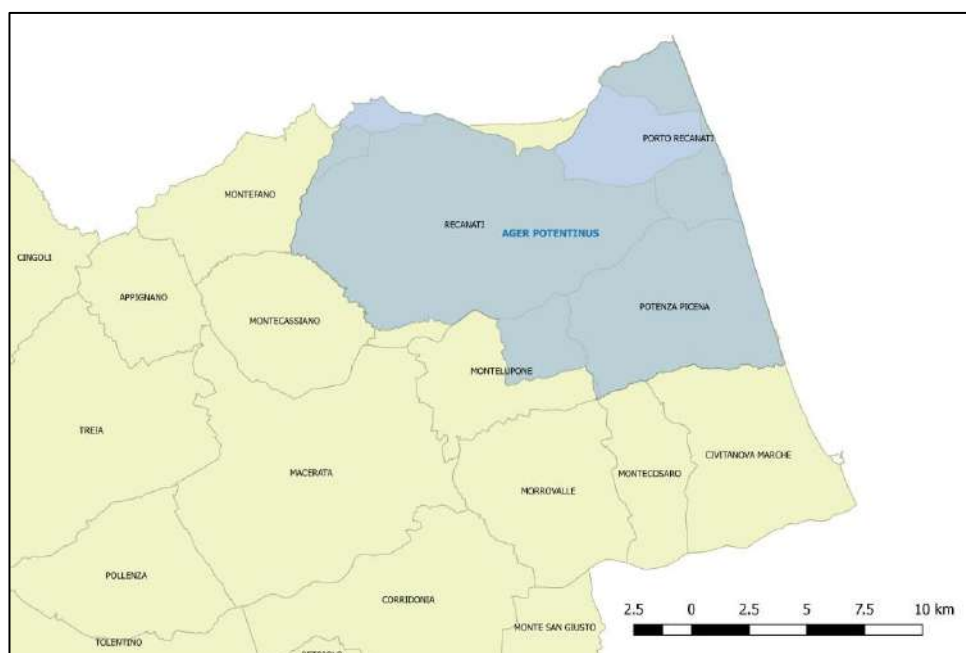 PORTO RECANATI
MONTEFANO
RECANATI
AGER POTENTINUS
CINGOLI
APPIGNANO
MONTECASSIANO
POTENZA PICENA
MONTELUPONE
TREIA
MACERATA
MORROVALLE
MONTECOSARO
CIVITANOVA MARCHE
POLLENZA
CORRIDONIA
2.5 0 2.5 5 7.5 10 km
MONTE SAN GIUSTO
TOLENTINO